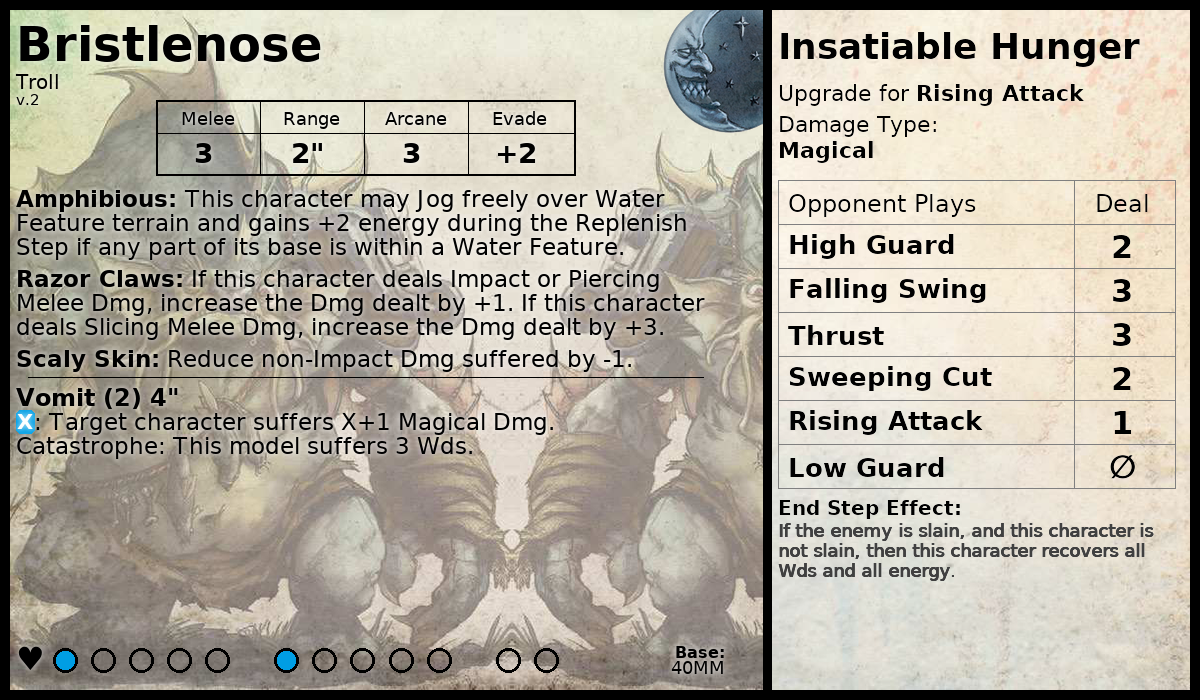 Bristlenose
Troll
v.2
Melee Range Arcane Evade
3 2" 3 +2
Amphibious: This character may Jog freely over Water
Feature terrain and gains +2 energy during the Replenish
Step if any part of its base is within a Water Feature.
Razor Claws: If this character deals Impact or Piercing
Melee Dmg, increase the Dmg dealt by +1. If this character
deals Slicing Melee Dmg, increase the Dmg dealt by +3.
Scaly Skin: Reduce non-Impact Dmg suffered by -1.
Vomit (2) 4"
X: Target character suffers X+1 Magical Dmg.
Catastrophe: This model suffers 3 Wds.
Base:
40MM
Insatiable Hunger
Upgrade for Rising Attack
Damage Type:
Magical
Opponent Plays Deal
High Guard 2
Falling Swing 3
Thrust 3
Sweeping Cut 2
Rising Attack 1
Low Guard ∅
End Step Effect:
If the enemy is slain, and this character is
not slain, then this character recovers all
Wds and all energy.